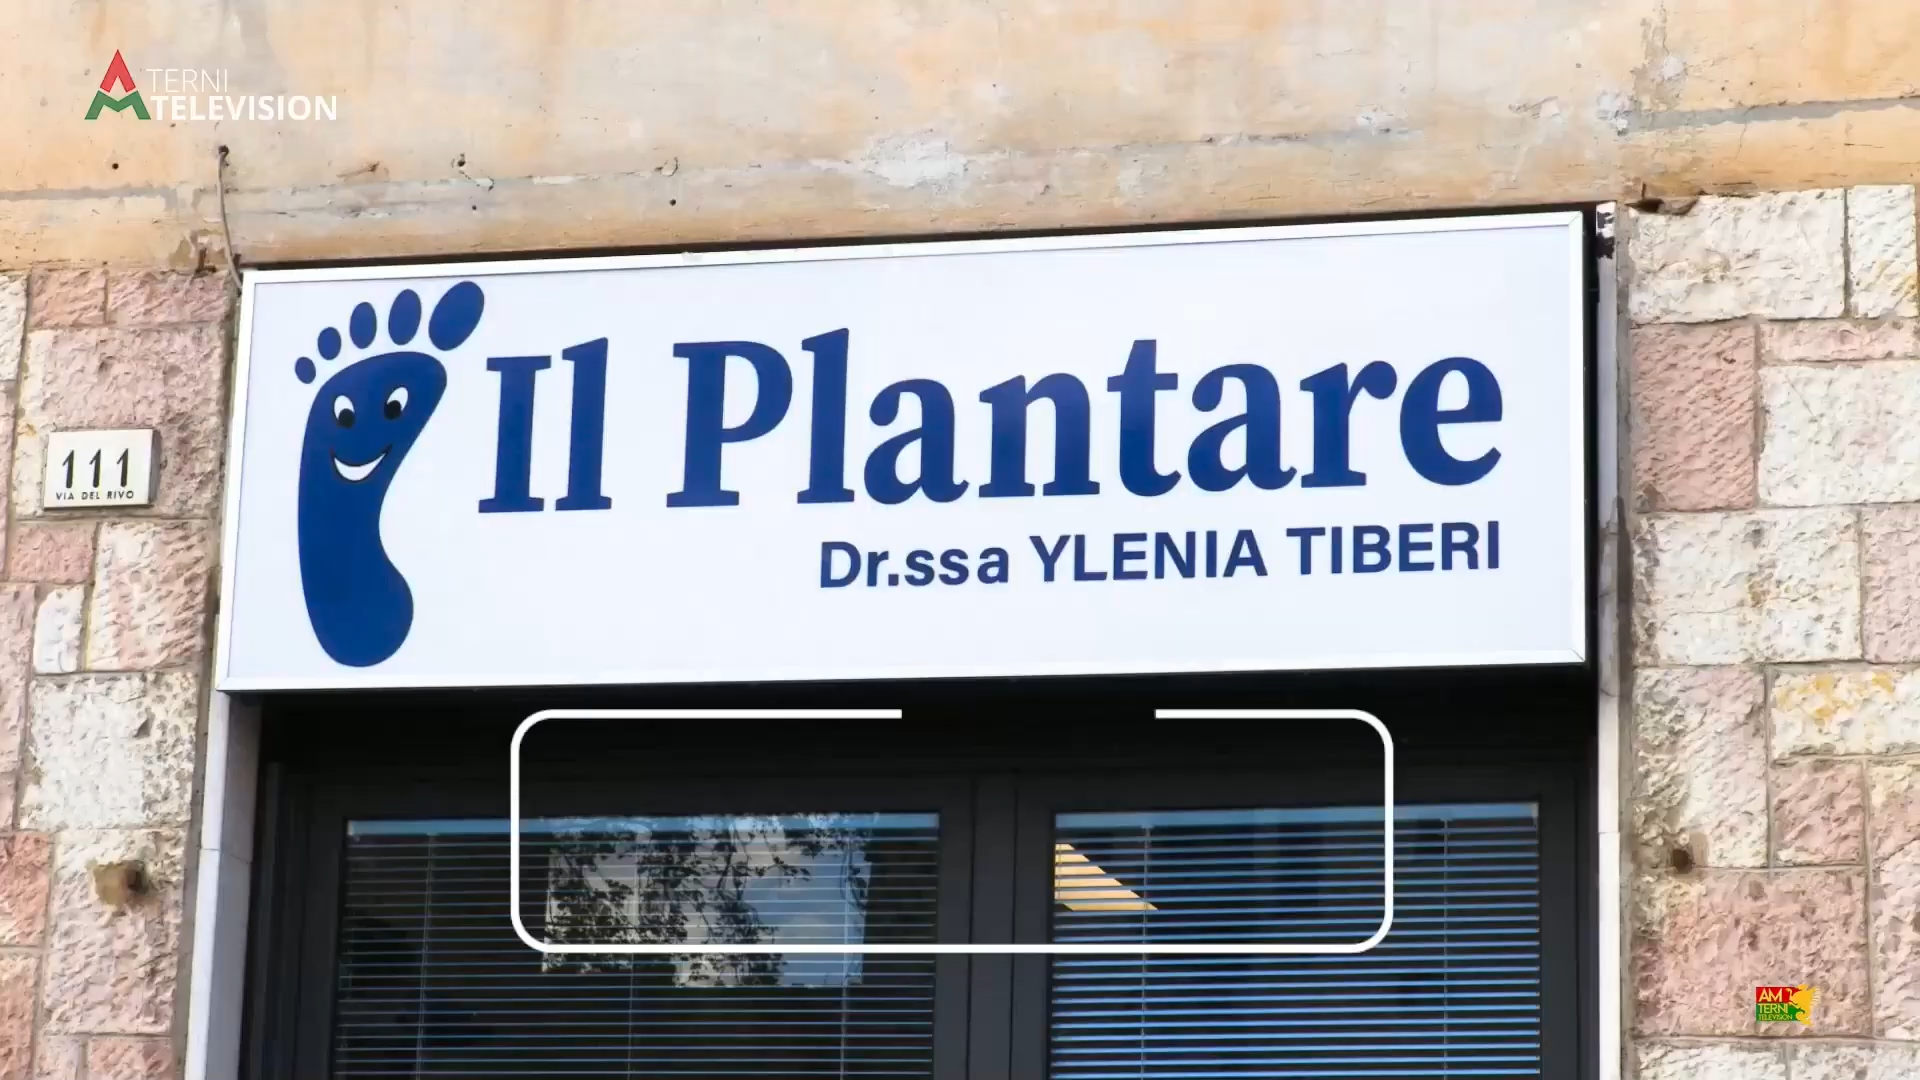 TERNI
TELEVISION
Il Plantare
Dr.ssa YLENIA TIBERI
111
VIA DEL RIVO
AM
TERNI
TELEVISION